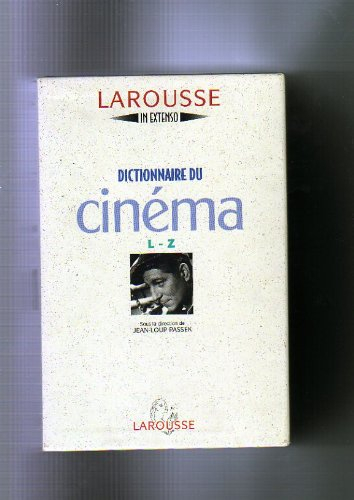 LAROUSSE
IN EXTENSO
DICTIONNAIRE DU
cinéma
L - Z
Sous la direction de
JEAN-LOUP PASSEK
LAROUSSE